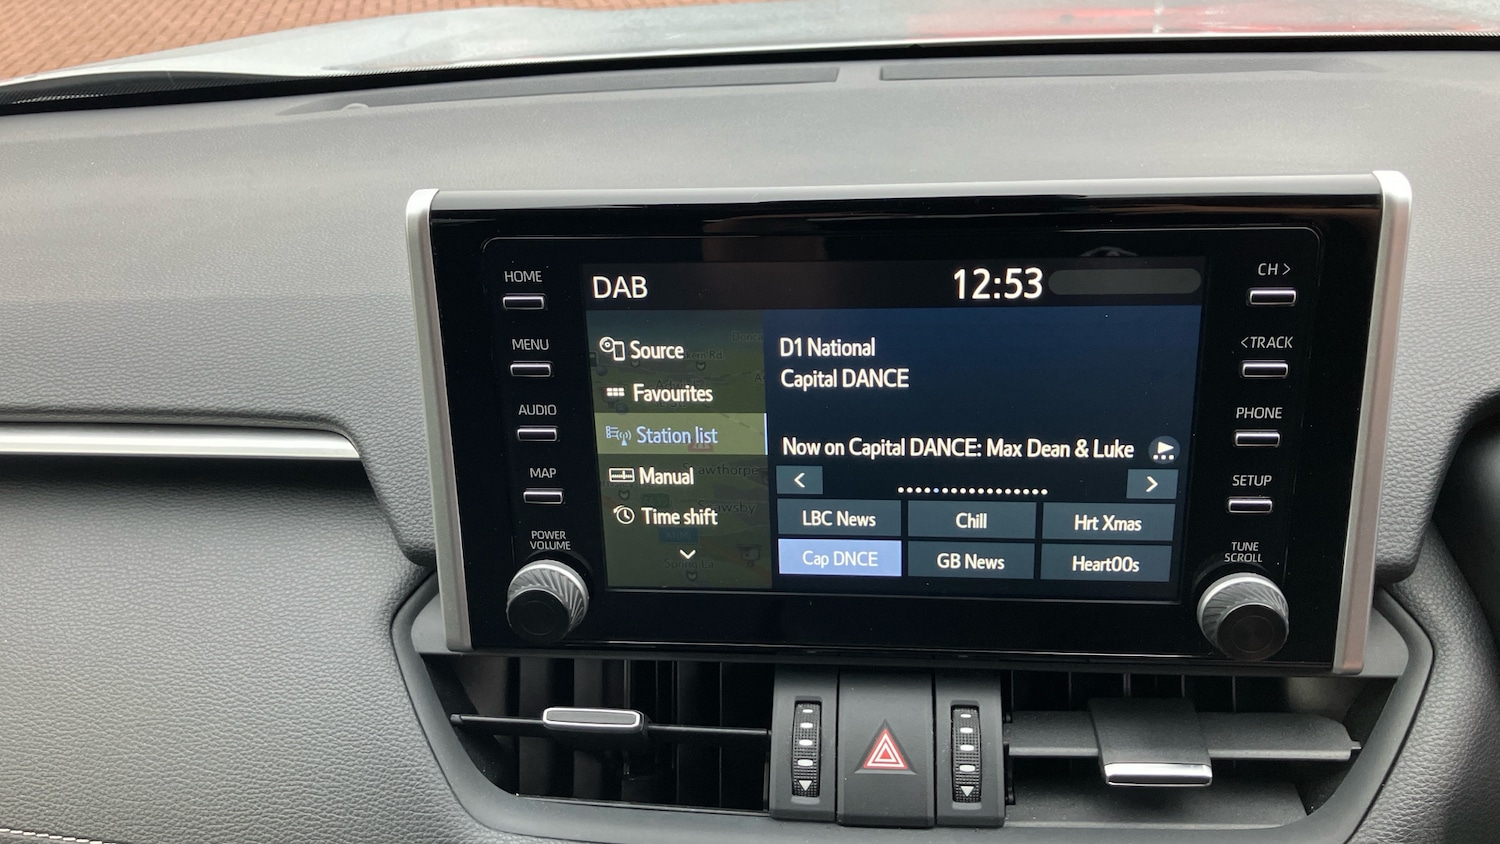 HOME
MENU
AUDIO
MAP
POWER
VOLUME
DAB
12:53
Source
Favourites
Station list
Manual
Time shift
D1 National
Capital DANCE
Now on Capital DANCE: Max Dean & Luke
<
>
LBC News
Chill
Hrt Xmas
Cap DNCE
GB News
Heart00s
CH >
< TRACK
PHONE
SETUP
TUNE
SCROLL